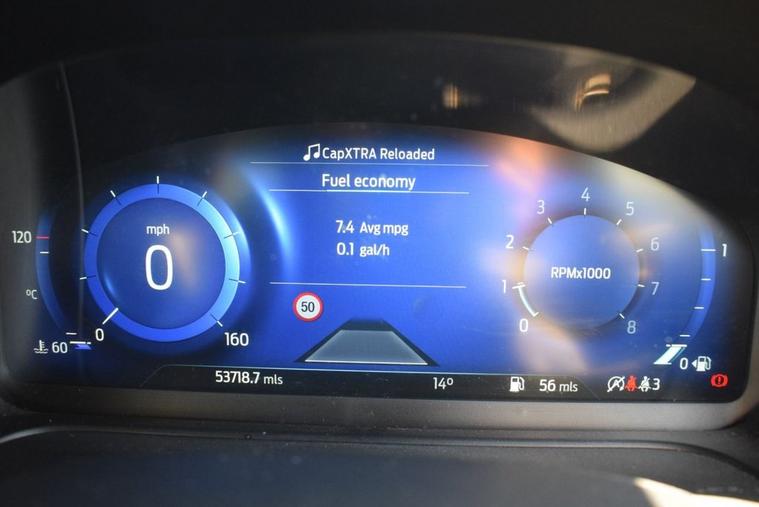 CapXTRA Reloaded
Fuel economy
7.4 Avg mpg
0.1 gal/h
mph
0
0
160
120
°C
60
50
RPMx1000
0
1
2
3
4
5
6
7
8
1
0
53718.7 mls
14°
56 mls
3